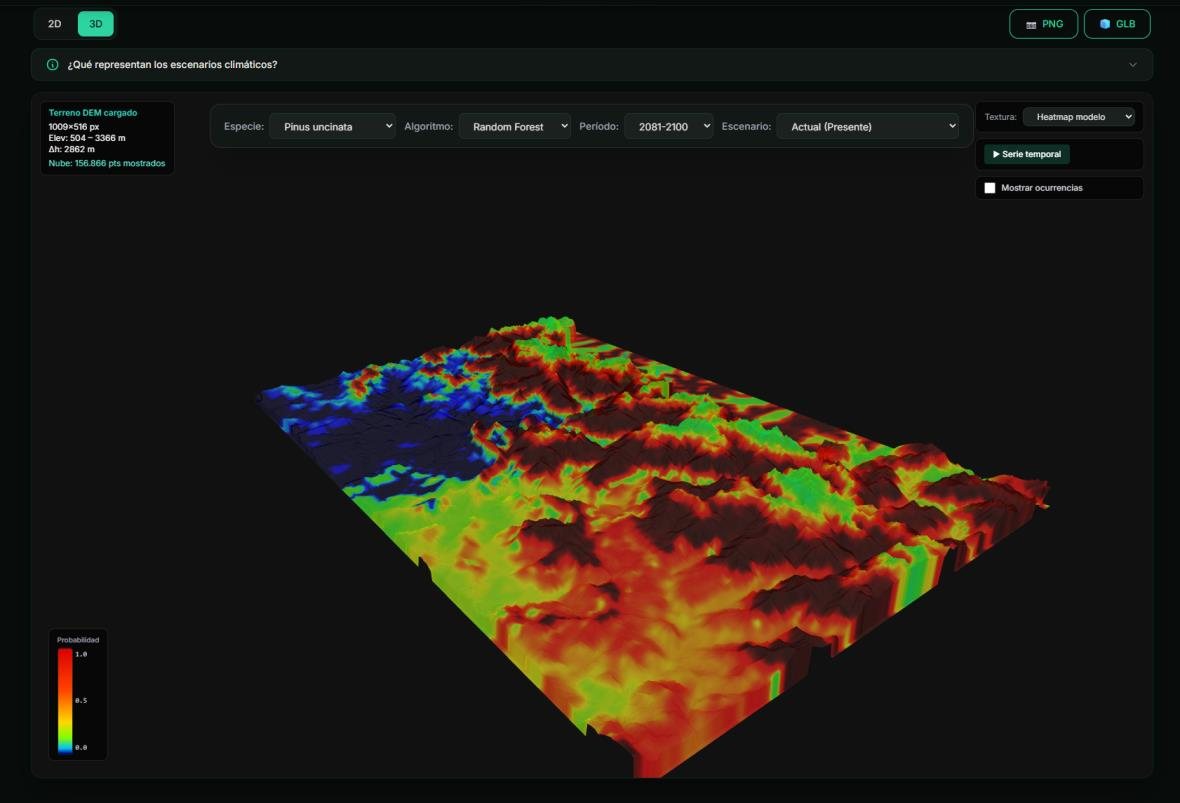 2D 3D PNG GLB
¿Qué representan los escenarios climáticos?
Terreno DEM cargado
1009×516 px
Elev: 504 – 3366 m
Δh: 2862 m
Nube: 156.866 pts mostrados
Especie: Pinus uncinata Algoritmo: Random Forest Período: 2081-2100 Escenario: Actual (Presente)
Textura: Heatmap modelo
▶ Serie temporal
Mostrar ocurrencias
Probabilidad
1.0
0.5
0.0